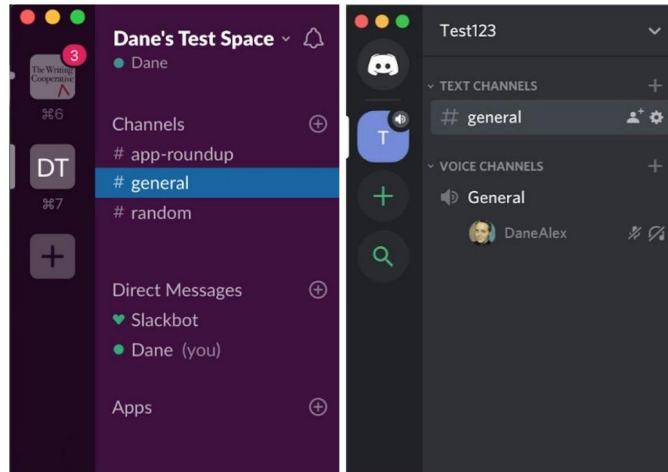 3
The Writing
Cooperative
⌘6
DT
⌘7
Dane's Test Space
Dane
Channels
# app-roundup
# general
# random
Direct Messages
Slackbot
Dane (you)
Apps
Test123
T
TEXT CHANNELS
# general
VOICE CHANNELS
General
DaneAlex